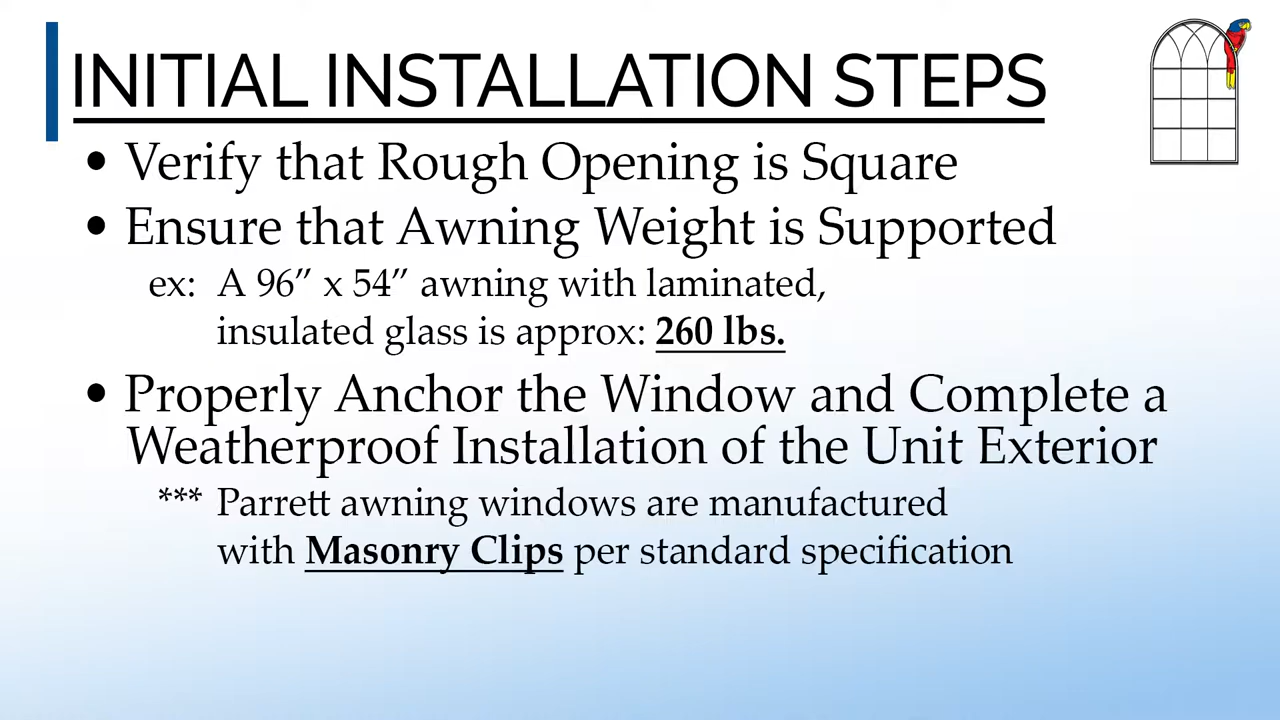 INITIAL INSTALLATION STEPS
• Verify that Rough Opening is Square
• Ensure that Awning Weight is Supported
ex: A 96” x 54” awning with laminated,
insulated glass is approx: 260 lbs.
• Properly Anchor the Window and Complete a
Weatherproof Installation of the Unit Exterior
*** Parrett awning windows are manufactured
with Masonry Clips per standard specification